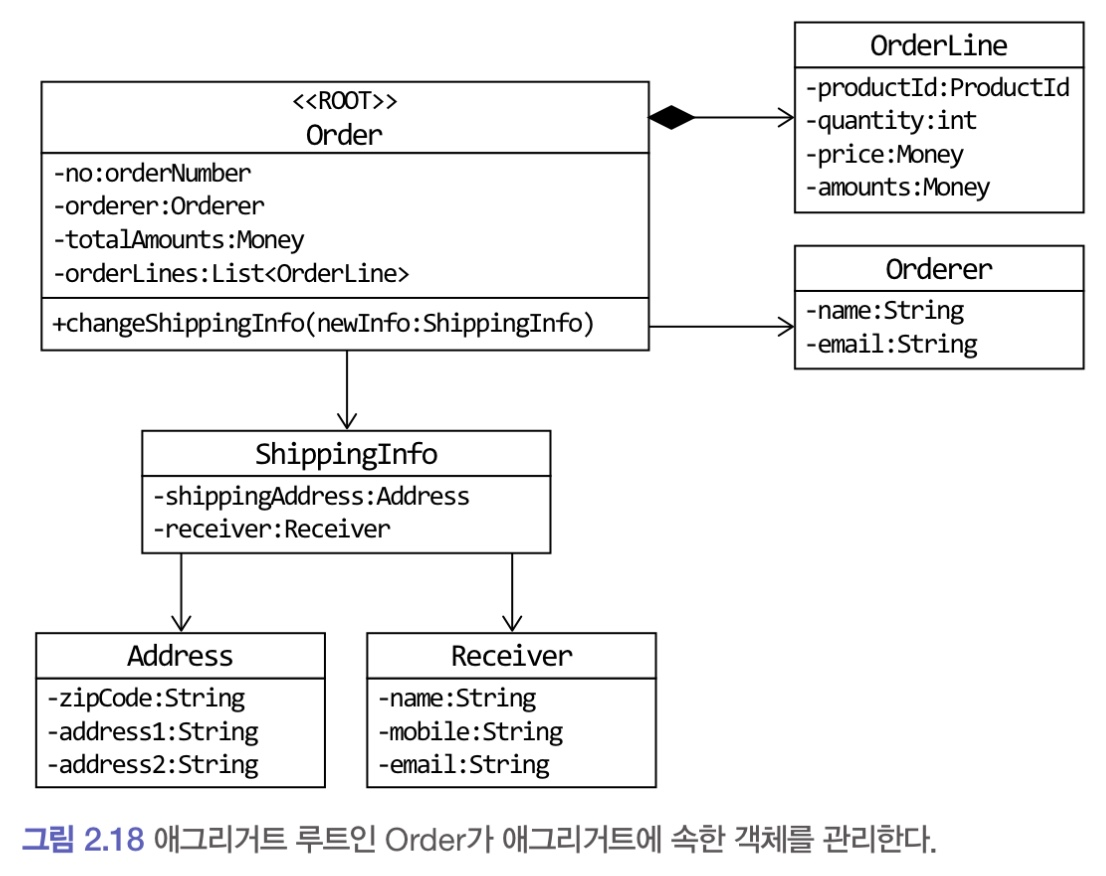 <<ROOT>>
Order
-no:orderNumber
-orderer:Orderer
-totalAmounts:Money
-orderLines:List<OrderLine>
+changeShippingInfo(newInfo:ShippingInfo)
OrderLine
-productId:ProductId
-quantity:int
-price:Money
-amounts:Money
Orderer
-name:String
-email:String
ShippingInfo
-shippingAddress:Address
-receiver:Receiver
Address
-zipCode:String
-address1:String
-address2:String
Receiver
-name:String
-mobile:String
-email:String
그림 2.18 애그리거트 루트인 Order가 애그리거트에 속한 객체를 관리한다.